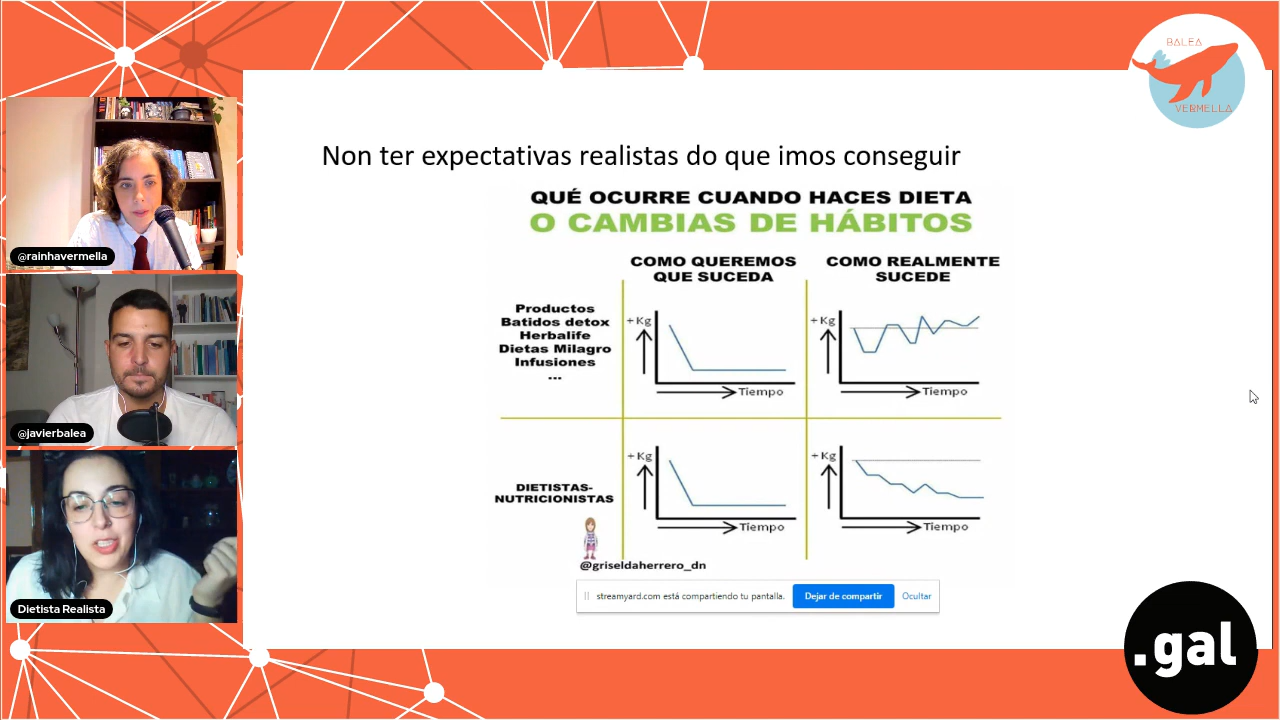 BALEA
VERMELLA
@rainhavermella
@javierbalea
Dietista Realista
Non ter expectativas realistas do que imos conseguir
QUÉ OCURRE CUANDO HACES DIETA
O CAMBIAS DE HÁBITOS
COMO QUEREMOS
QUE SUCEDA
COMO REALMENTE
SUCEDE
Productos
Batidos detox
Herbalife
Dietas Milagro
Infusiones
...
+ Kg
Tiempo
+ Kg
Tiempo
DIETISTAS-
NUTRICIONISTAS
+ Kg
Tiempo
+ Kg
Tiempo
@griseldaherrero_dn
streamyard.com está compartiendo tu pantalla.
Dejar de compartir
Ocultar
.gal